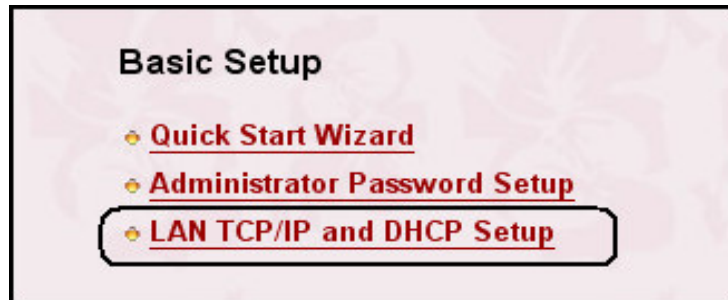 Basic Setup
Quick Start Wizard
Administrator Password Setup
LAN TCP/IP and DHCP Setup